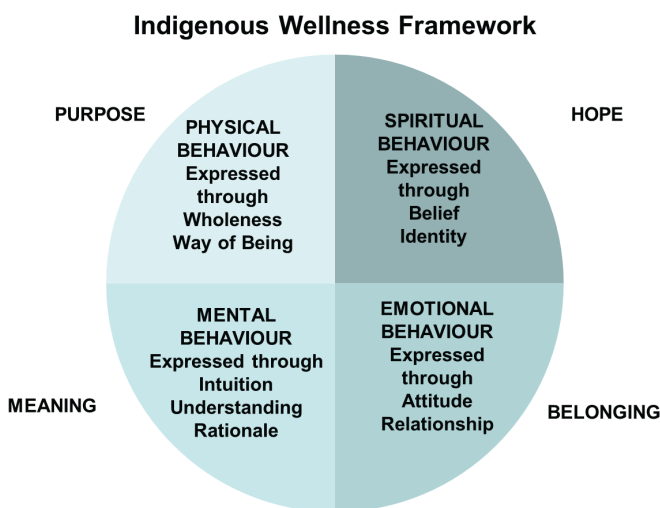 Indigenous Wellness Framework
PURPOSE
PHYSICAL
BEHAVIOUR
Expressed
through
Wholeness
Way of Being
SPIRITUAL
BEHAVIOUR
Expressed
through
Belief
Identity
HOPE
MEANING
MENTAL
BEHAVIOUR
Expressed through
Intuition
Understanding
Rationale
EMOTIONAL
BEHAVIOUR
Expressed
through
Attitude
Relationship
BELONGING